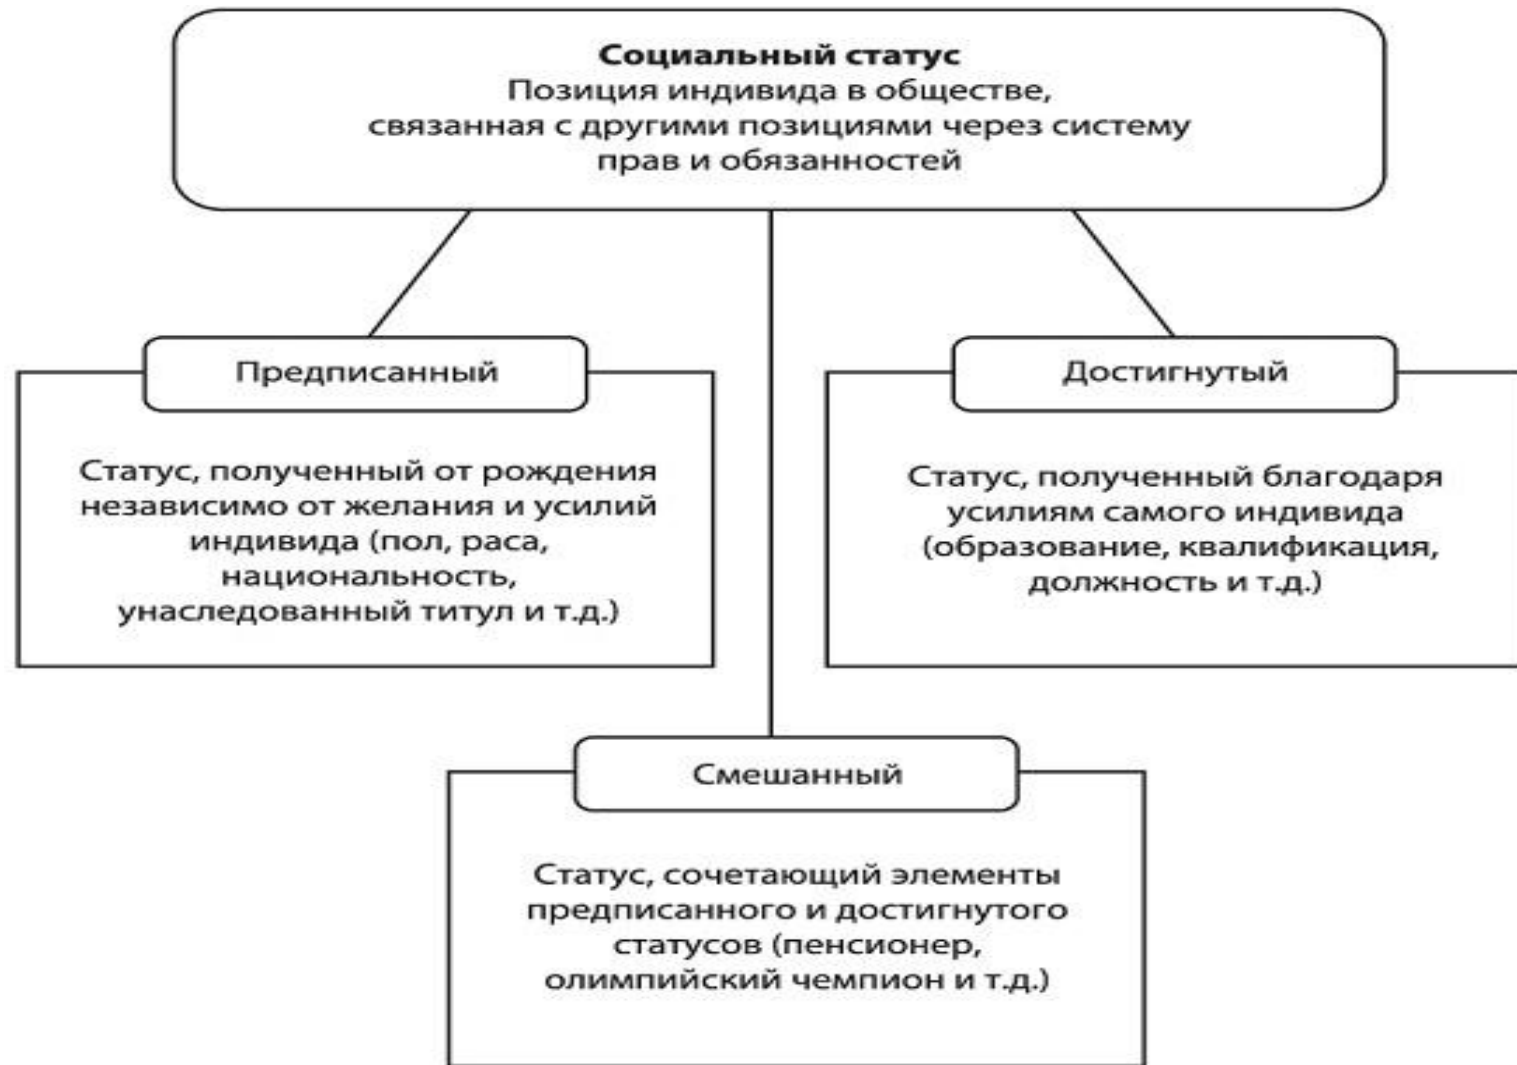 Социальный статус
Позиция индивида в обществе,
связанная с другими позициями через систему
прав и обязанностей
Предписанный
Статус, полученный от рождения
независимо от желания и усилий
индивида (пол, раса,
национальность,
унаследованный титул и т.д.)
Достигнутый
Статус, полученный благодаря
усилиям самого индивида
(образование, квалификация,
должность и т.д.)
Смешанный
Статус, сочетающий элементы
предписанного и достигнутого
статусов (пенсионер,
олимпийский чемпион и т.д.)